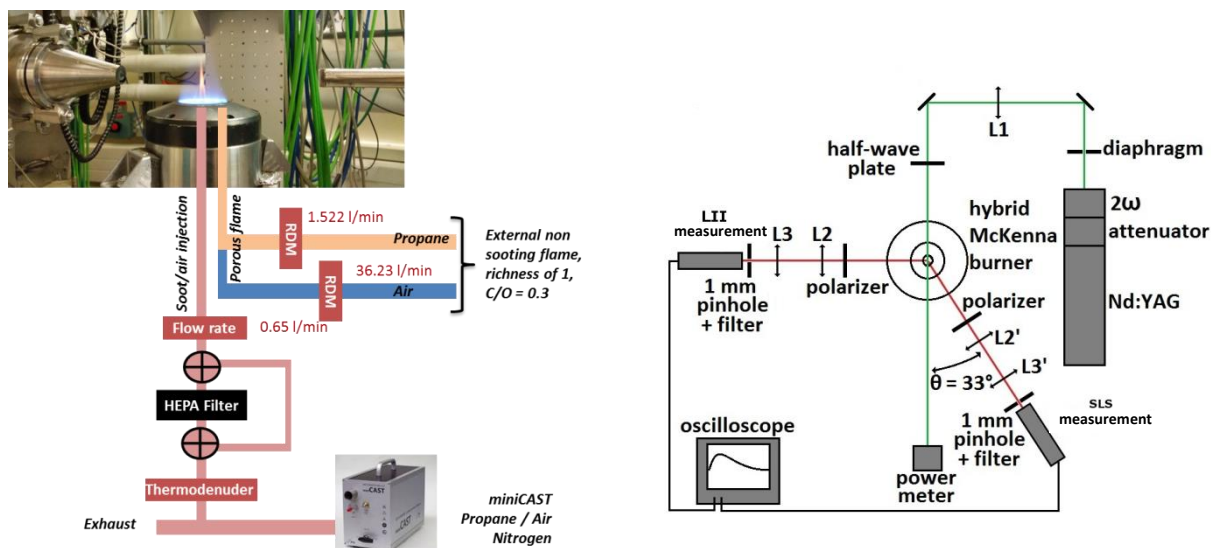 1.522 l/min
RDM
Propane
Porous flame
Soot/air injection
36.23 l/min
RDM
Air
External non
sooting flame,
richness of 1,
C/O = 0.3
Flow rate
0.65 l/min
HEPA Filter
Thermodenuder
Exhaust
miniCAST
Propane / Air
Nitrogen
CAST
L1
half-wave
plate
diaphragm
2ω
attenuator
Nd:YAG
hybrid
McKenna
burner
LII
measurement
L3
L2
polarizer
1 mm
pinhole
+ filter
polarizer
L2'
L3'
θ = 33°
SLS
measurement
1 mm
pinhole
+ filter
oscilloscope
power
meter